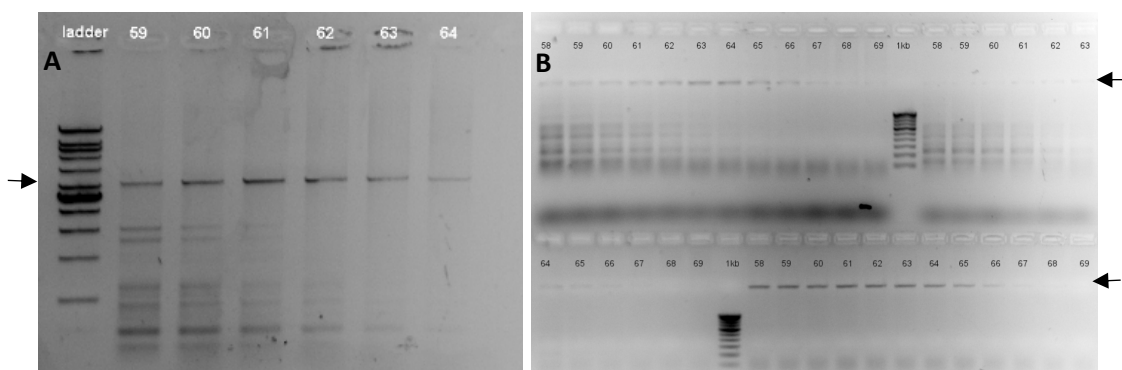 A
ladder 59 60 61 62 63 64
B
58 59 60 61 62 63 64 65 66 67 68 69 1kb 58 59 60 61 62 63
64 65 66 67 68 69 1kb 58 59 60 61 62 63 64 65 66 67 68 69